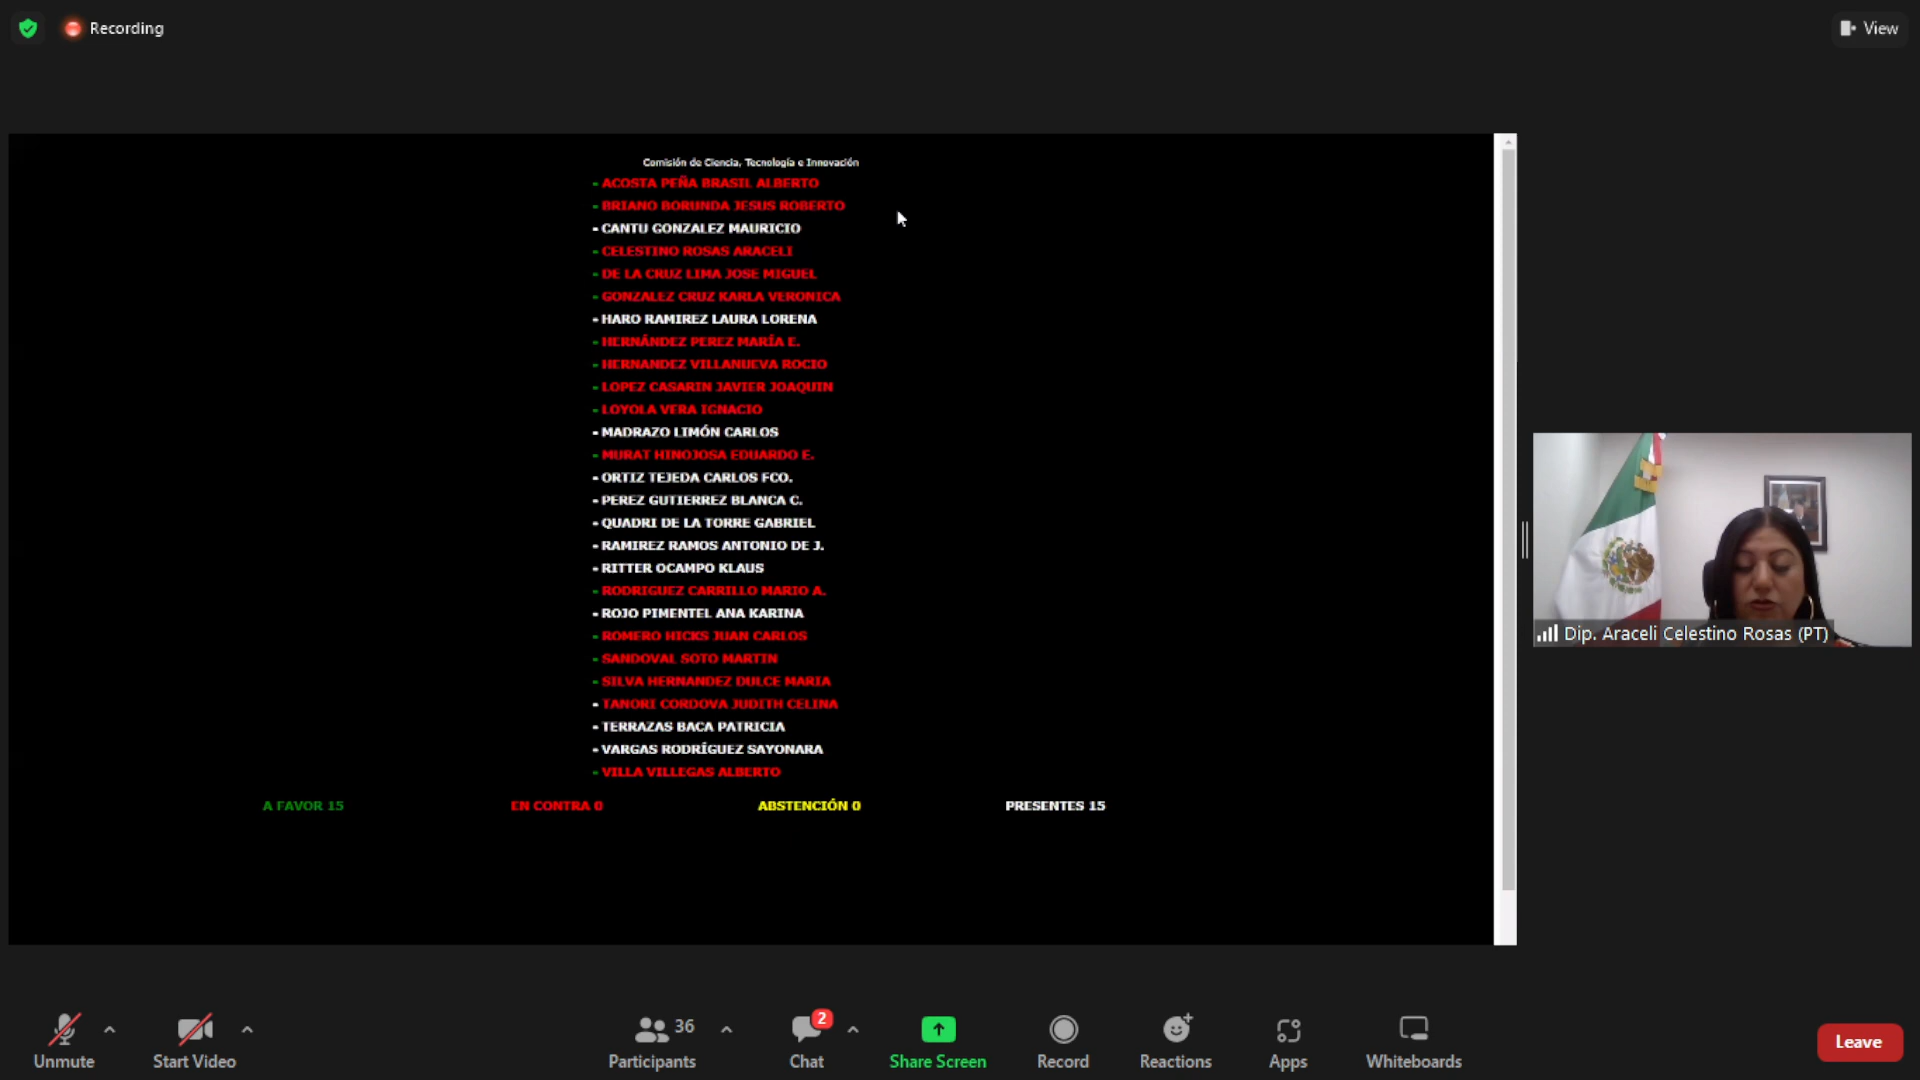 Recording
View
Comisión de Ciencia, Tecnología e Innovación
- ACOSTA PEÑA BRASIL ALBERTO
- BRIANO BORUNDA JESUS ROBERTO
- CANTU GONZALEZ MAURICIO
- CELESTINO ROSAS ARACELI
- DE LA CRUZ LIMA JOSE MIGUEL
- GONZALEZ CRUZ KARLA VERONICA
- HARO RAMIREZ LAURA LORENA
- HERNÁNDEZ PEREZ MARÍA E.
- HERNANDEZ VILLANUEVA ROCIO
- LOPEZ CASARIN JAVIER JOAQUIN
- LOYOLA VERA IGNACIO
- MADRAZO LIMÓN CARLOS
- MURAT HINOJOSA EDUARDO E.
- ORTIZ TEJEDA CARLOS FCO.
- PEREZ GUTIERREZ BLANCA C.
- QUADRI DE LA TORRE GABRIEL
- RAMIREZ RAMOS ANTONIO DE J.
- RITTER OCAMPO KLAUS
- RODRIGUEZ CARRILLO MARIO A.
- ROJO PIMENTEL ANA KARINA
- ROMERO HICKS JUAN CARLOS
- SANDOVAL SOTO MARTIN
- SILVA HERNANDEZ DULCE MARIA
- TANORI CORDOVA JUDITH CELINA
- TERRAZAS BACA PATRICIA
- VARGAS RODRÍGUEZ SAYONARA
- VILLA VILLEGAS ALBERTO
A FAVOR 15 EN CONTRA 0 ABSTENCIÓN 0 PRESENTES 15
Dip. Araceli Celestino Rosas (PT)
36 2
Unmute Start Video Participants Chat Share Screen Record Reactions Apps Whiteboards Leave